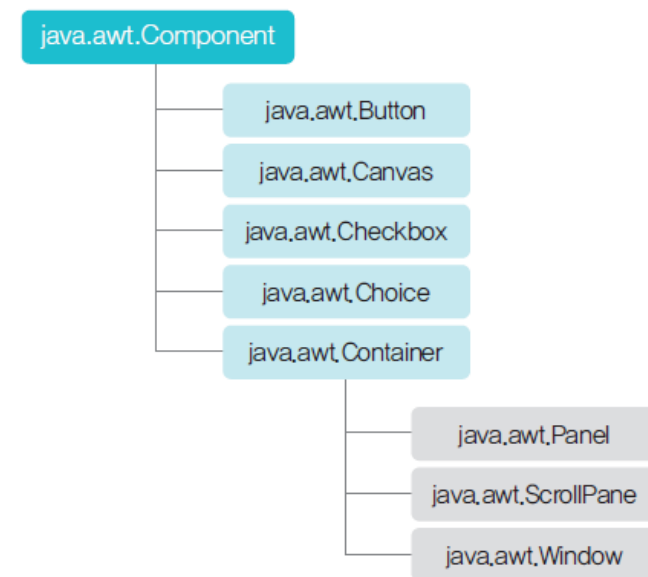 java.awt.Component
java.awt.Button
java.awt.Canvas
java.awt.Checkbox
java.awt.Choice
java.awt.Container
java.awt.Panel
java.awt.ScrollPane
java.awt.Window